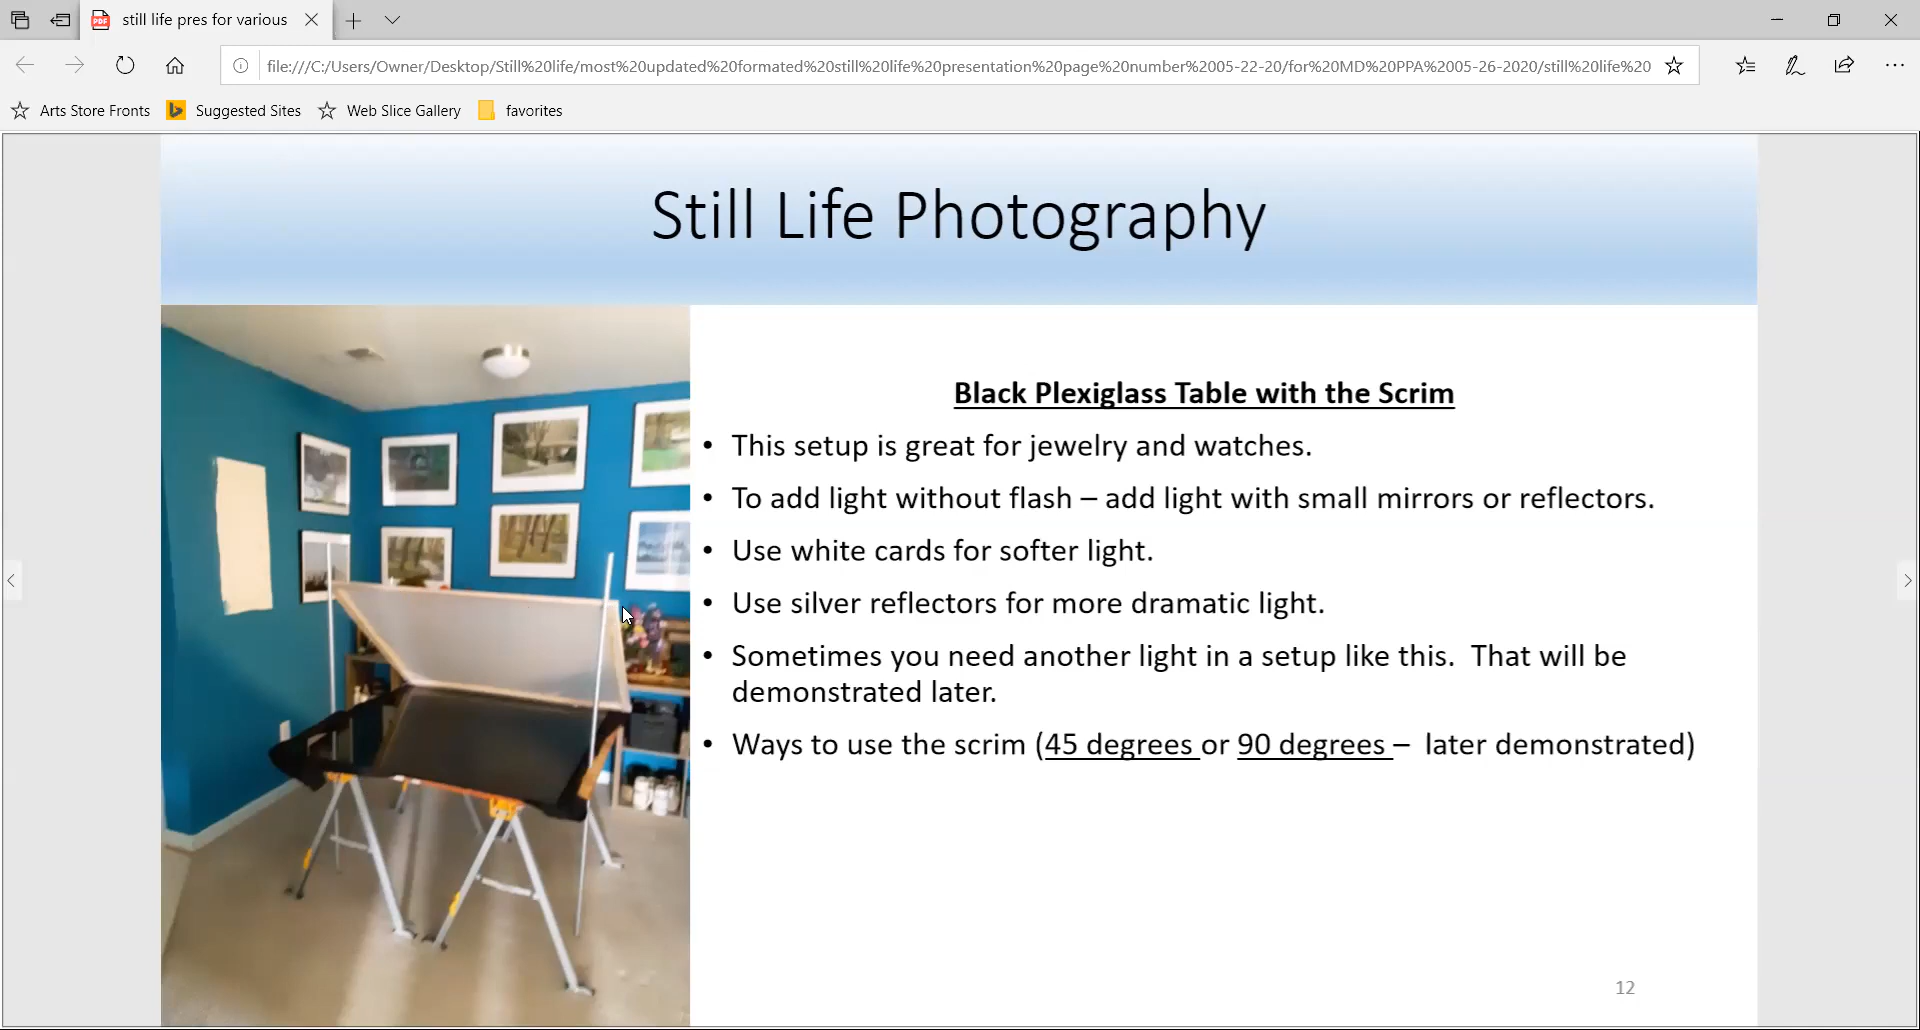 still life pres for various
file:///C:/Users/Owner/Desktop/Still%20life/most%20updated%20formated%20still%20life%20presentation%20page%20number%2005-22-20/for%20MD%20PPA%2005-26-2020/still%20life%20
Arts Store Fronts
Suggested Sites
Web Slice Gallery
favorites
Still Life Photography
Black Plexiglass Table with the Scrim
• This setup is great for jewelry and watches.
• To add light without flash – add light with small mirrors or reflectors.
• Use white cards for softer light.
• Use silver reflectors for more dramatic light.
• Sometimes you need another light in a setup like this.  That will be
demonstrated later.
• Ways to use the scrim (45 degrees or 90 degrees –  later demonstrated)
12